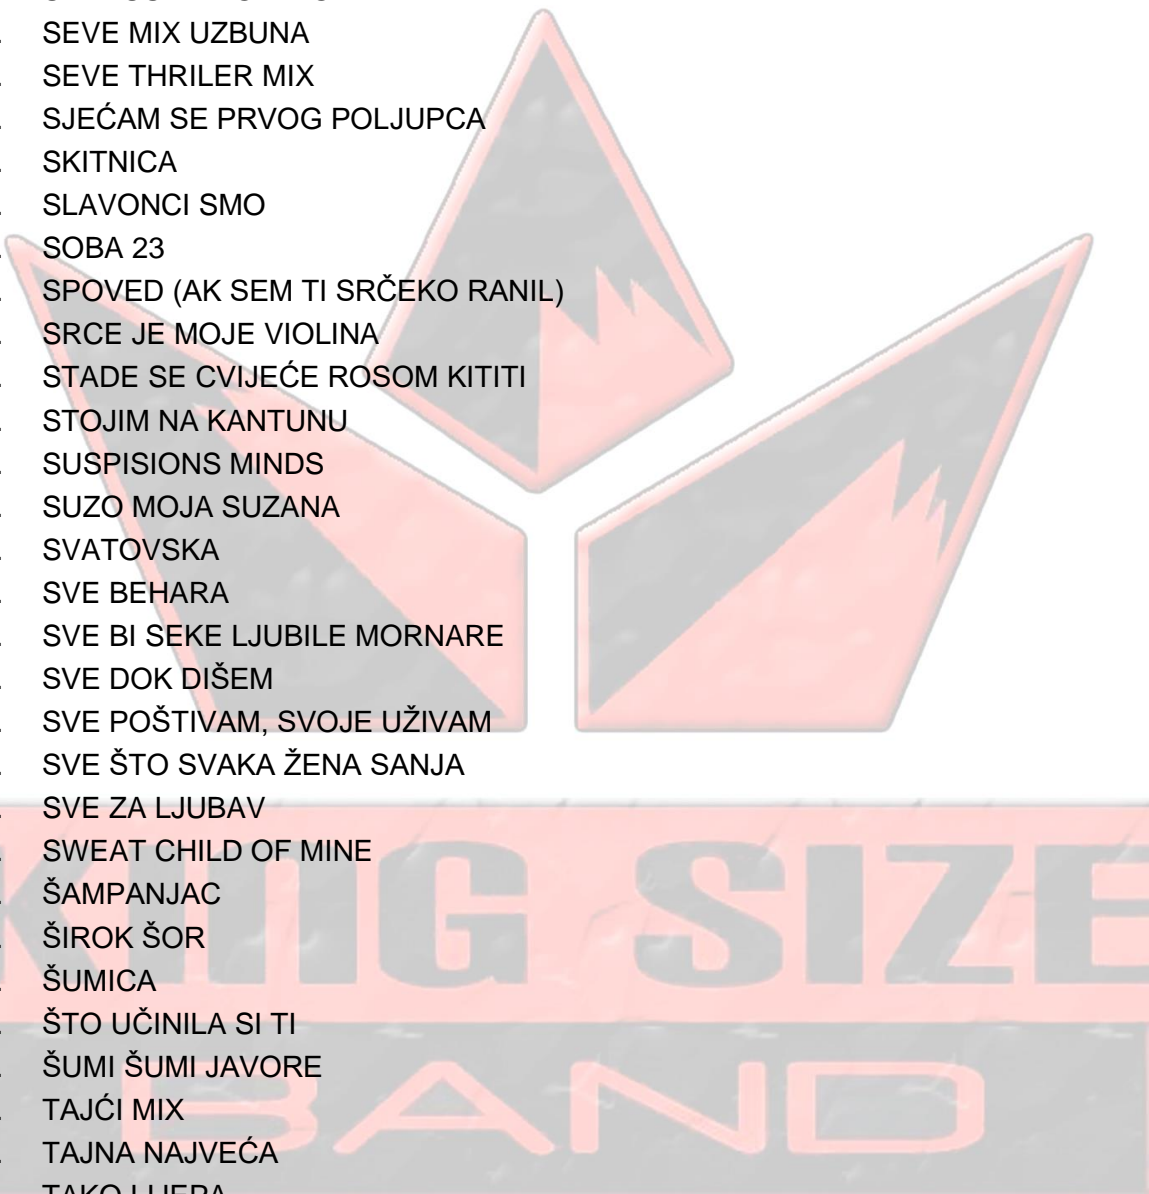 . SEVE MIX UZBUNA
. SEVE THRILER MIX
. SJEĆAM SE PRVOG POLJUPCA
. SKITNICA
. SLAVONCI SMO
. SOBA 23
. SPOVED (AK SEM TI SRČEKO RANIL)
. SRCE JE MOJE VIOLINA
. STADE SE CVIJEĆE ROSOM KITITI
. STOJIM NA KANTUNU
. SUSPISIONS MINDS
. SUZO MOJA SUZANA
. SVATOVSKA
. SVE BEHARA
. SVE BI SEKE LJUBILE MORNARE
. SVE DOK DIŠEM
. SVE POŠTIVAM, SVOJE UŽIVAM
. SVE ŠTO SVAKA ŽENA SANJA
. SVE ZA LJUBAV
. SWEAT CHILD OF MINE
. ŠAMPANJAC
. ŠIROK ŠOR
. ŠUMICA
. ŠTO UČINILA SI TI
. ŠUMI ŠUMI JAVORE
. TAJĆI MIX
. TAJNA NAJVEĆA
TAKO LIJEPA
KING SIZE
BAND